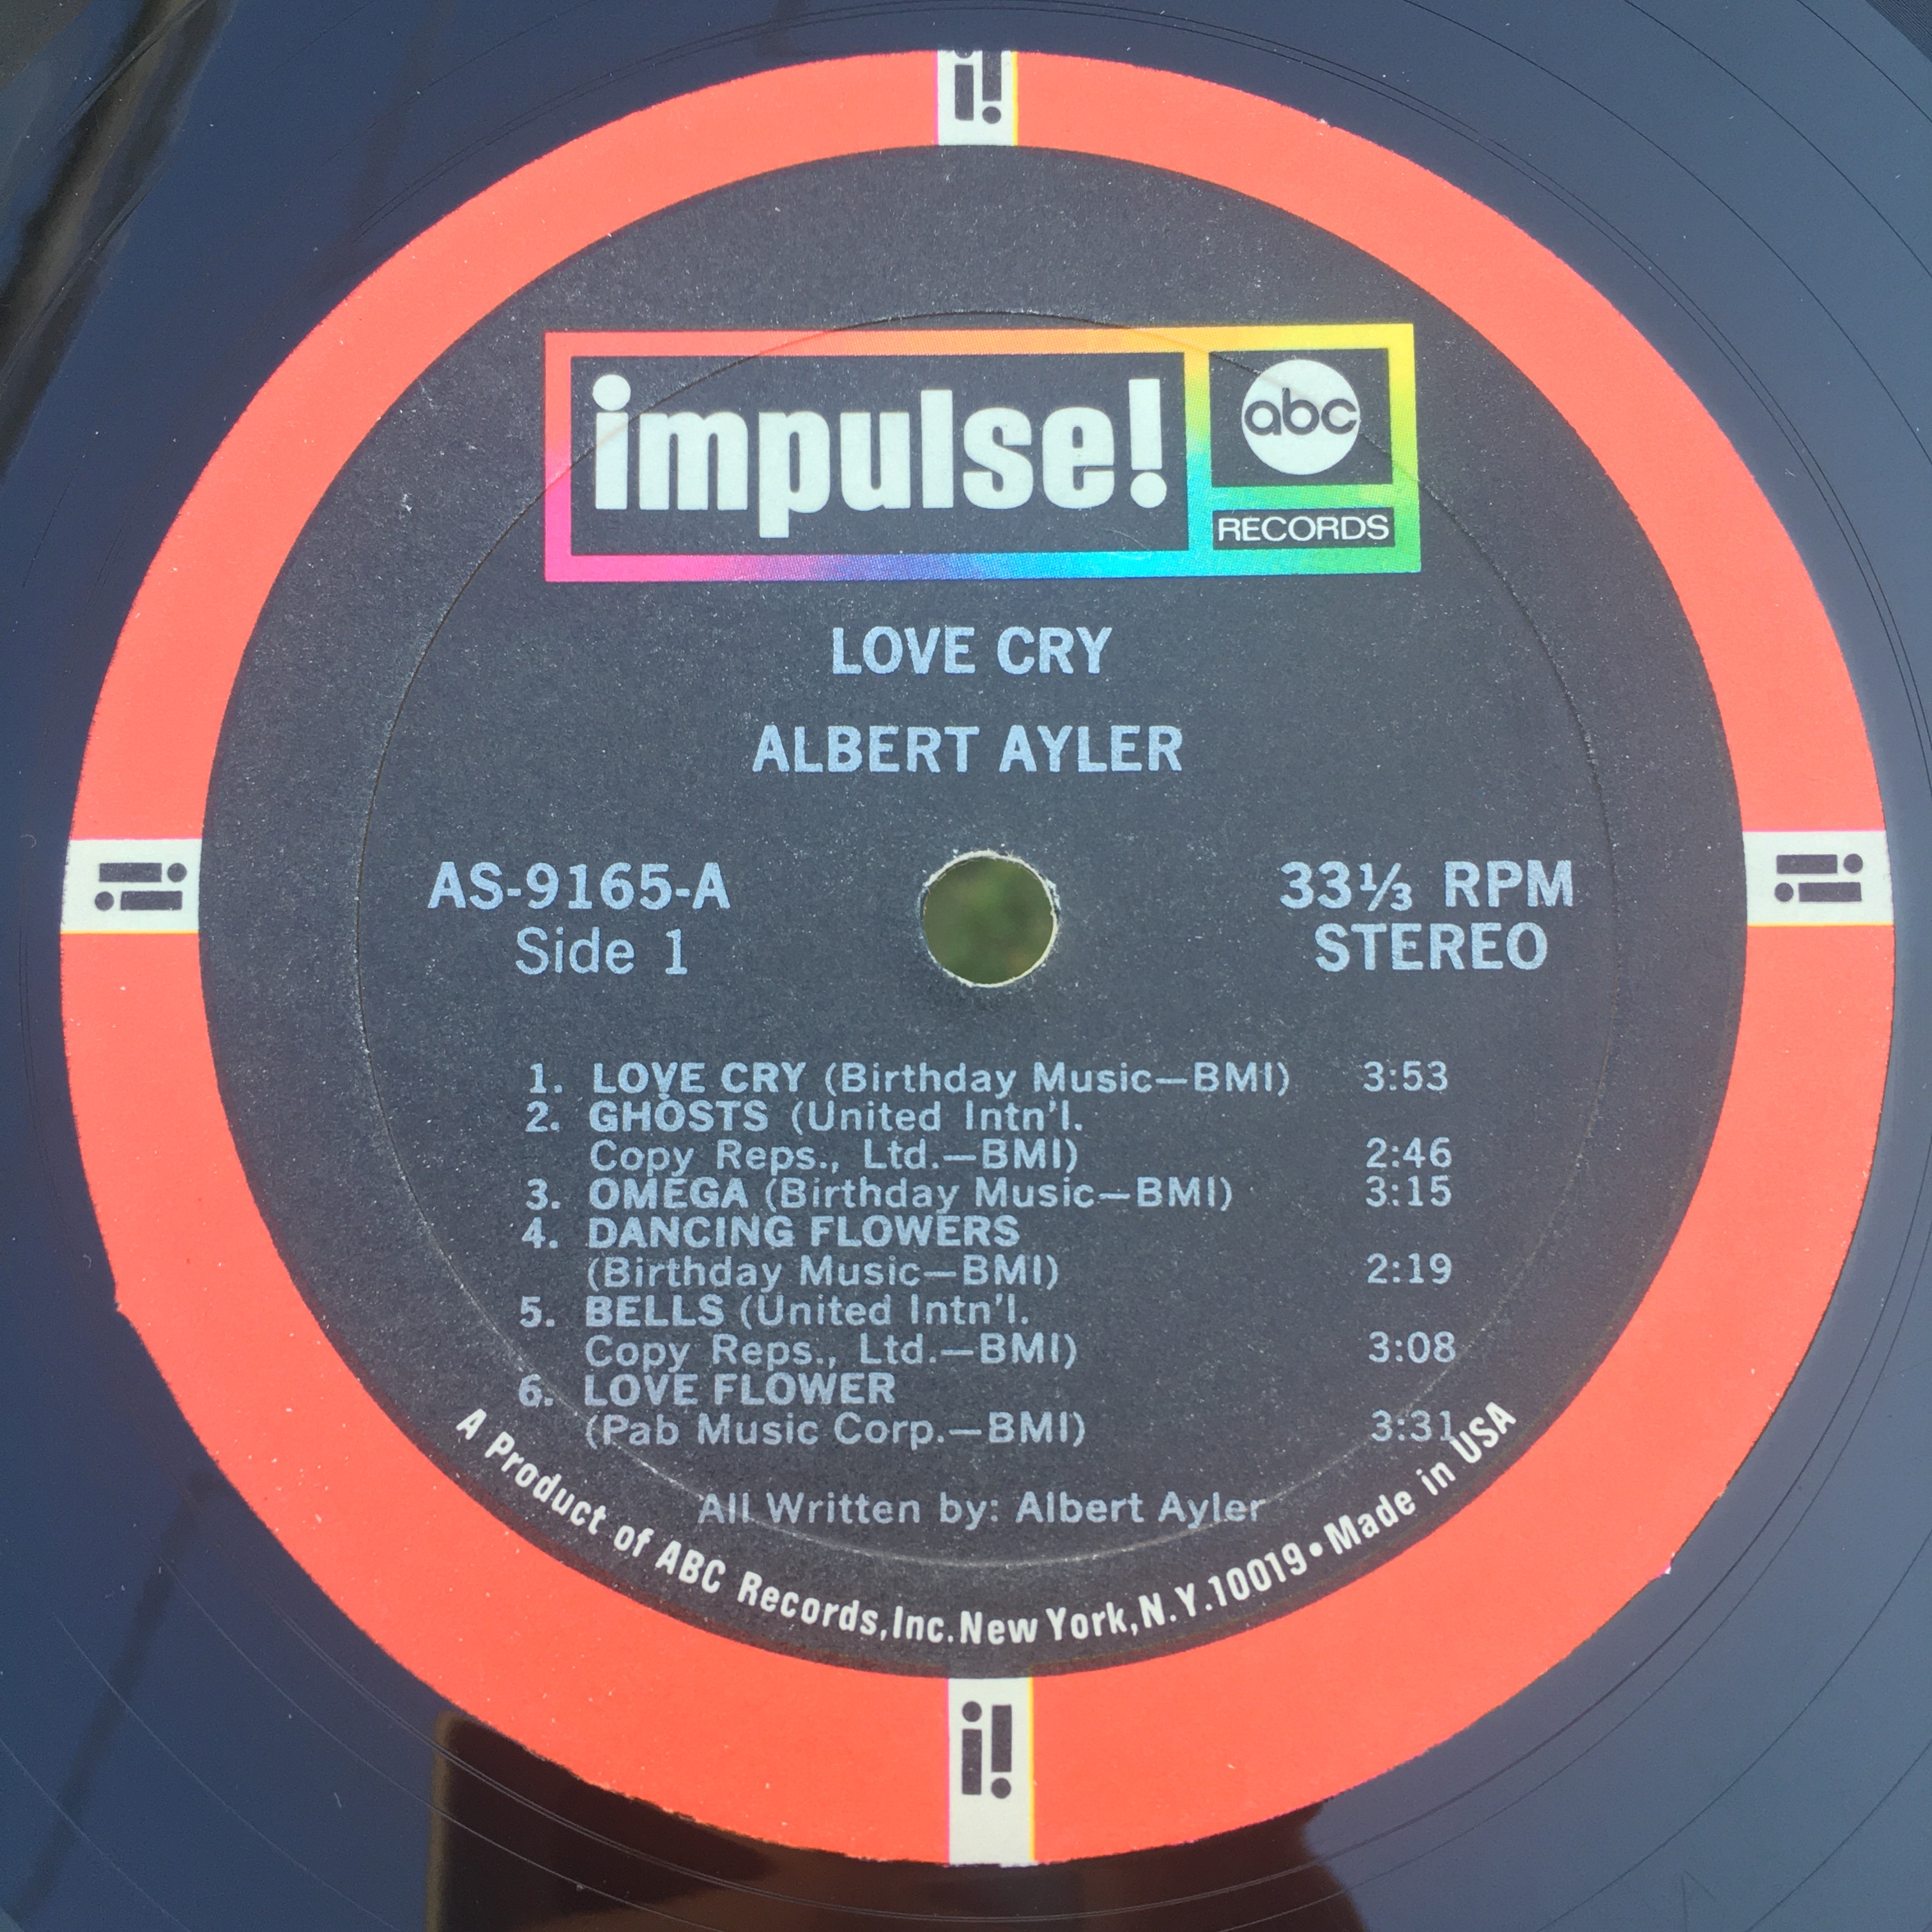 i!
impulse!
abc
RECORDS
LOVE CRY
ALBERT AYLER
AS-9165-A
Side 1
33⅓ RPM
STEREO
i!
i!
1. LOVE CRY (Birthday Music—BMI) 3:53
2. GHOSTS (United Intn'l.
Copy Reps., Ltd.—BMI) 2:46
3. OMEGA (Birthday Music—BMI) 3:15
4. DANCING FLOWERS
(Birthday Music—BMI) 2:19
5. BELLS (United Intn'l.
Copy Reps., Ltd.—BMI) 3:08
6. LOVE FLOWER
(Pab Music Corp.—BMI) 3:31
All Written by: Albert Ayler
A Product of ABC Records, Inc. New York, N.Y. 10019 • Made in USA
i!